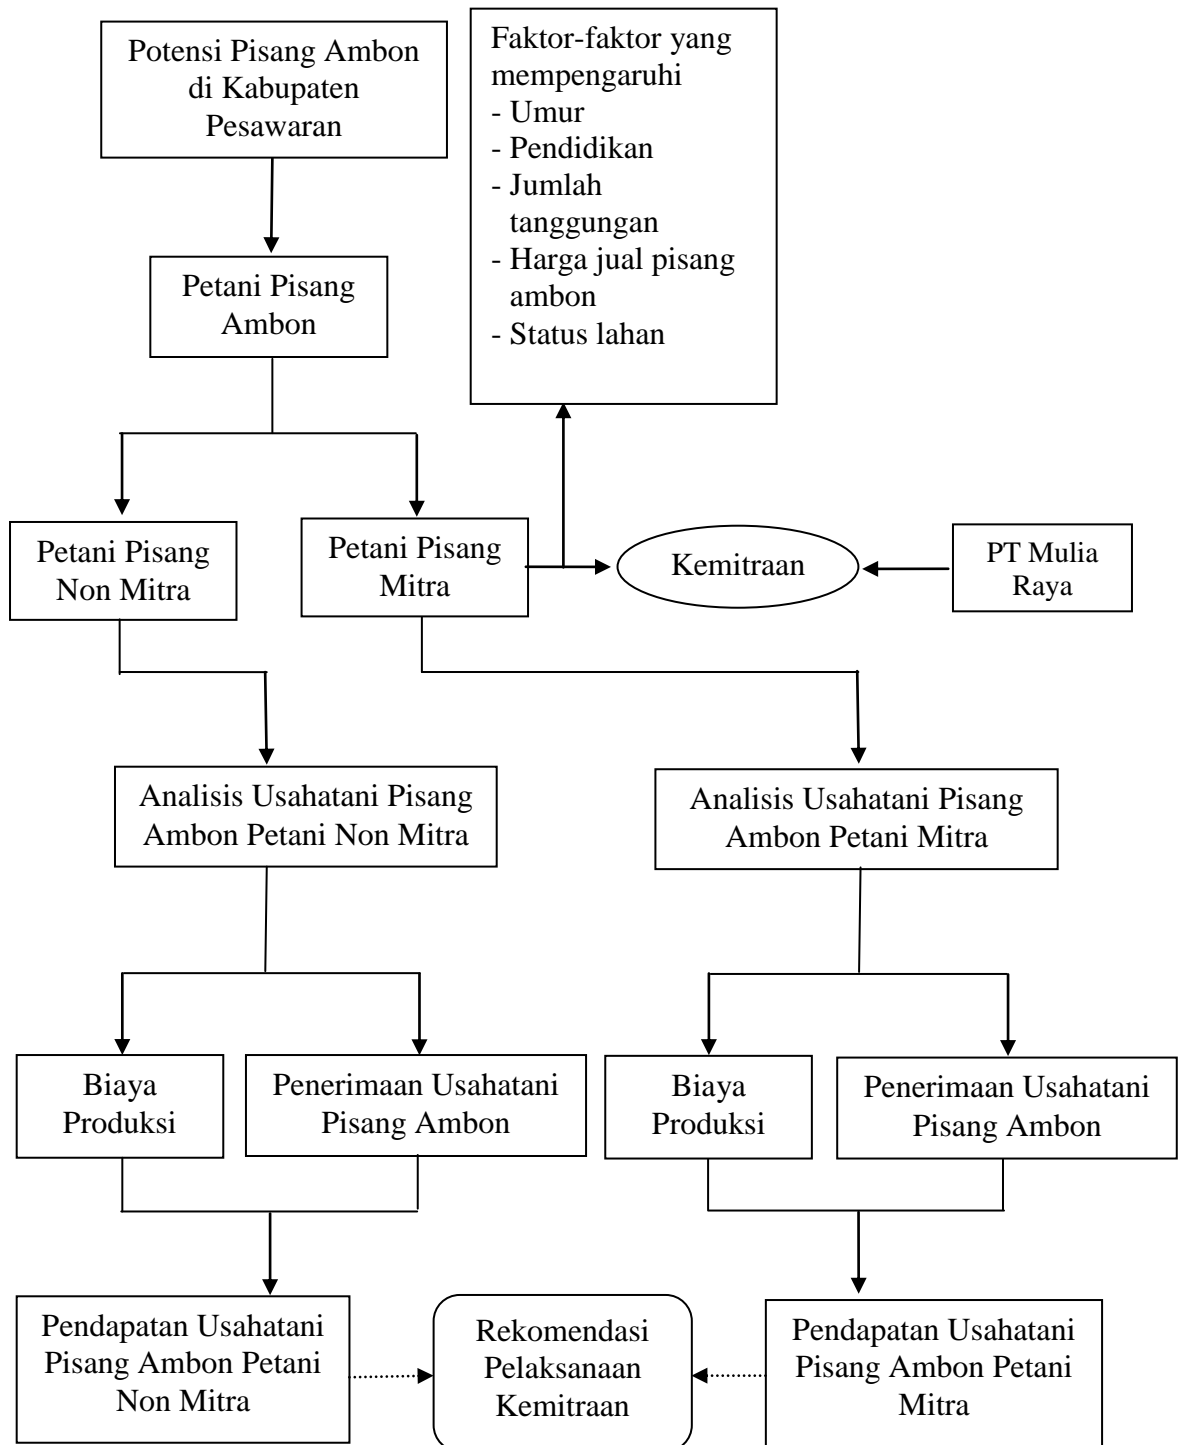 Potensi Pisang Ambon
di Kabupaten
Pesawaran
Faktor-faktor yang
mempengaruhi
- Umur
- Pendidikan
- Jumlah
tanggungan
- Harga jual pisang
ambon
- Status lahan
Petani Pisang
Ambon
Petani Pisang
Non Mitra
Petani Pisang
Mitra
Kemitraan
PT Mulia
Raya
Analisis Usahatani Pisang
Ambon Petani Non Mitra
Analisis Usahatani Pisang
Ambon Petani Mitra
Biaya
Produksi
Penerimaan Usahatani
Pisang Ambon
Biaya
Produksi
Penerimaan Usahatani
Pisang Ambon
Pendapatan Usahatani
Pisang Ambon Petani
Non Mitra
Rekomendasi
Pelaksanaan
Kemitraan
Pendapatan Usahatani
Pisang Ambon Petani
Mitra